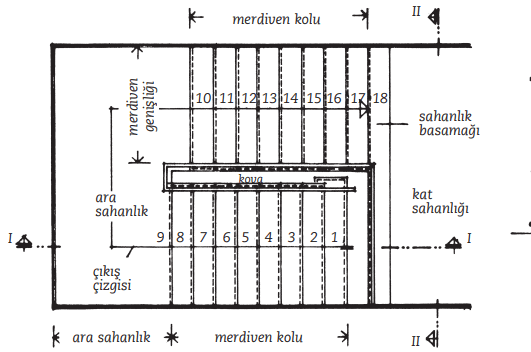 II
merdiven kolu
merdiven
genişliği
10 11 12 13 14 15 16 17 18
sahanlık
basamağı
kova
ara
sahanlık
kat
sahanlığı
I
9 8 7 6 5 4 3 2 1
I
çıkış
çizgisi
ara sahanlık
merdiven kolu
II